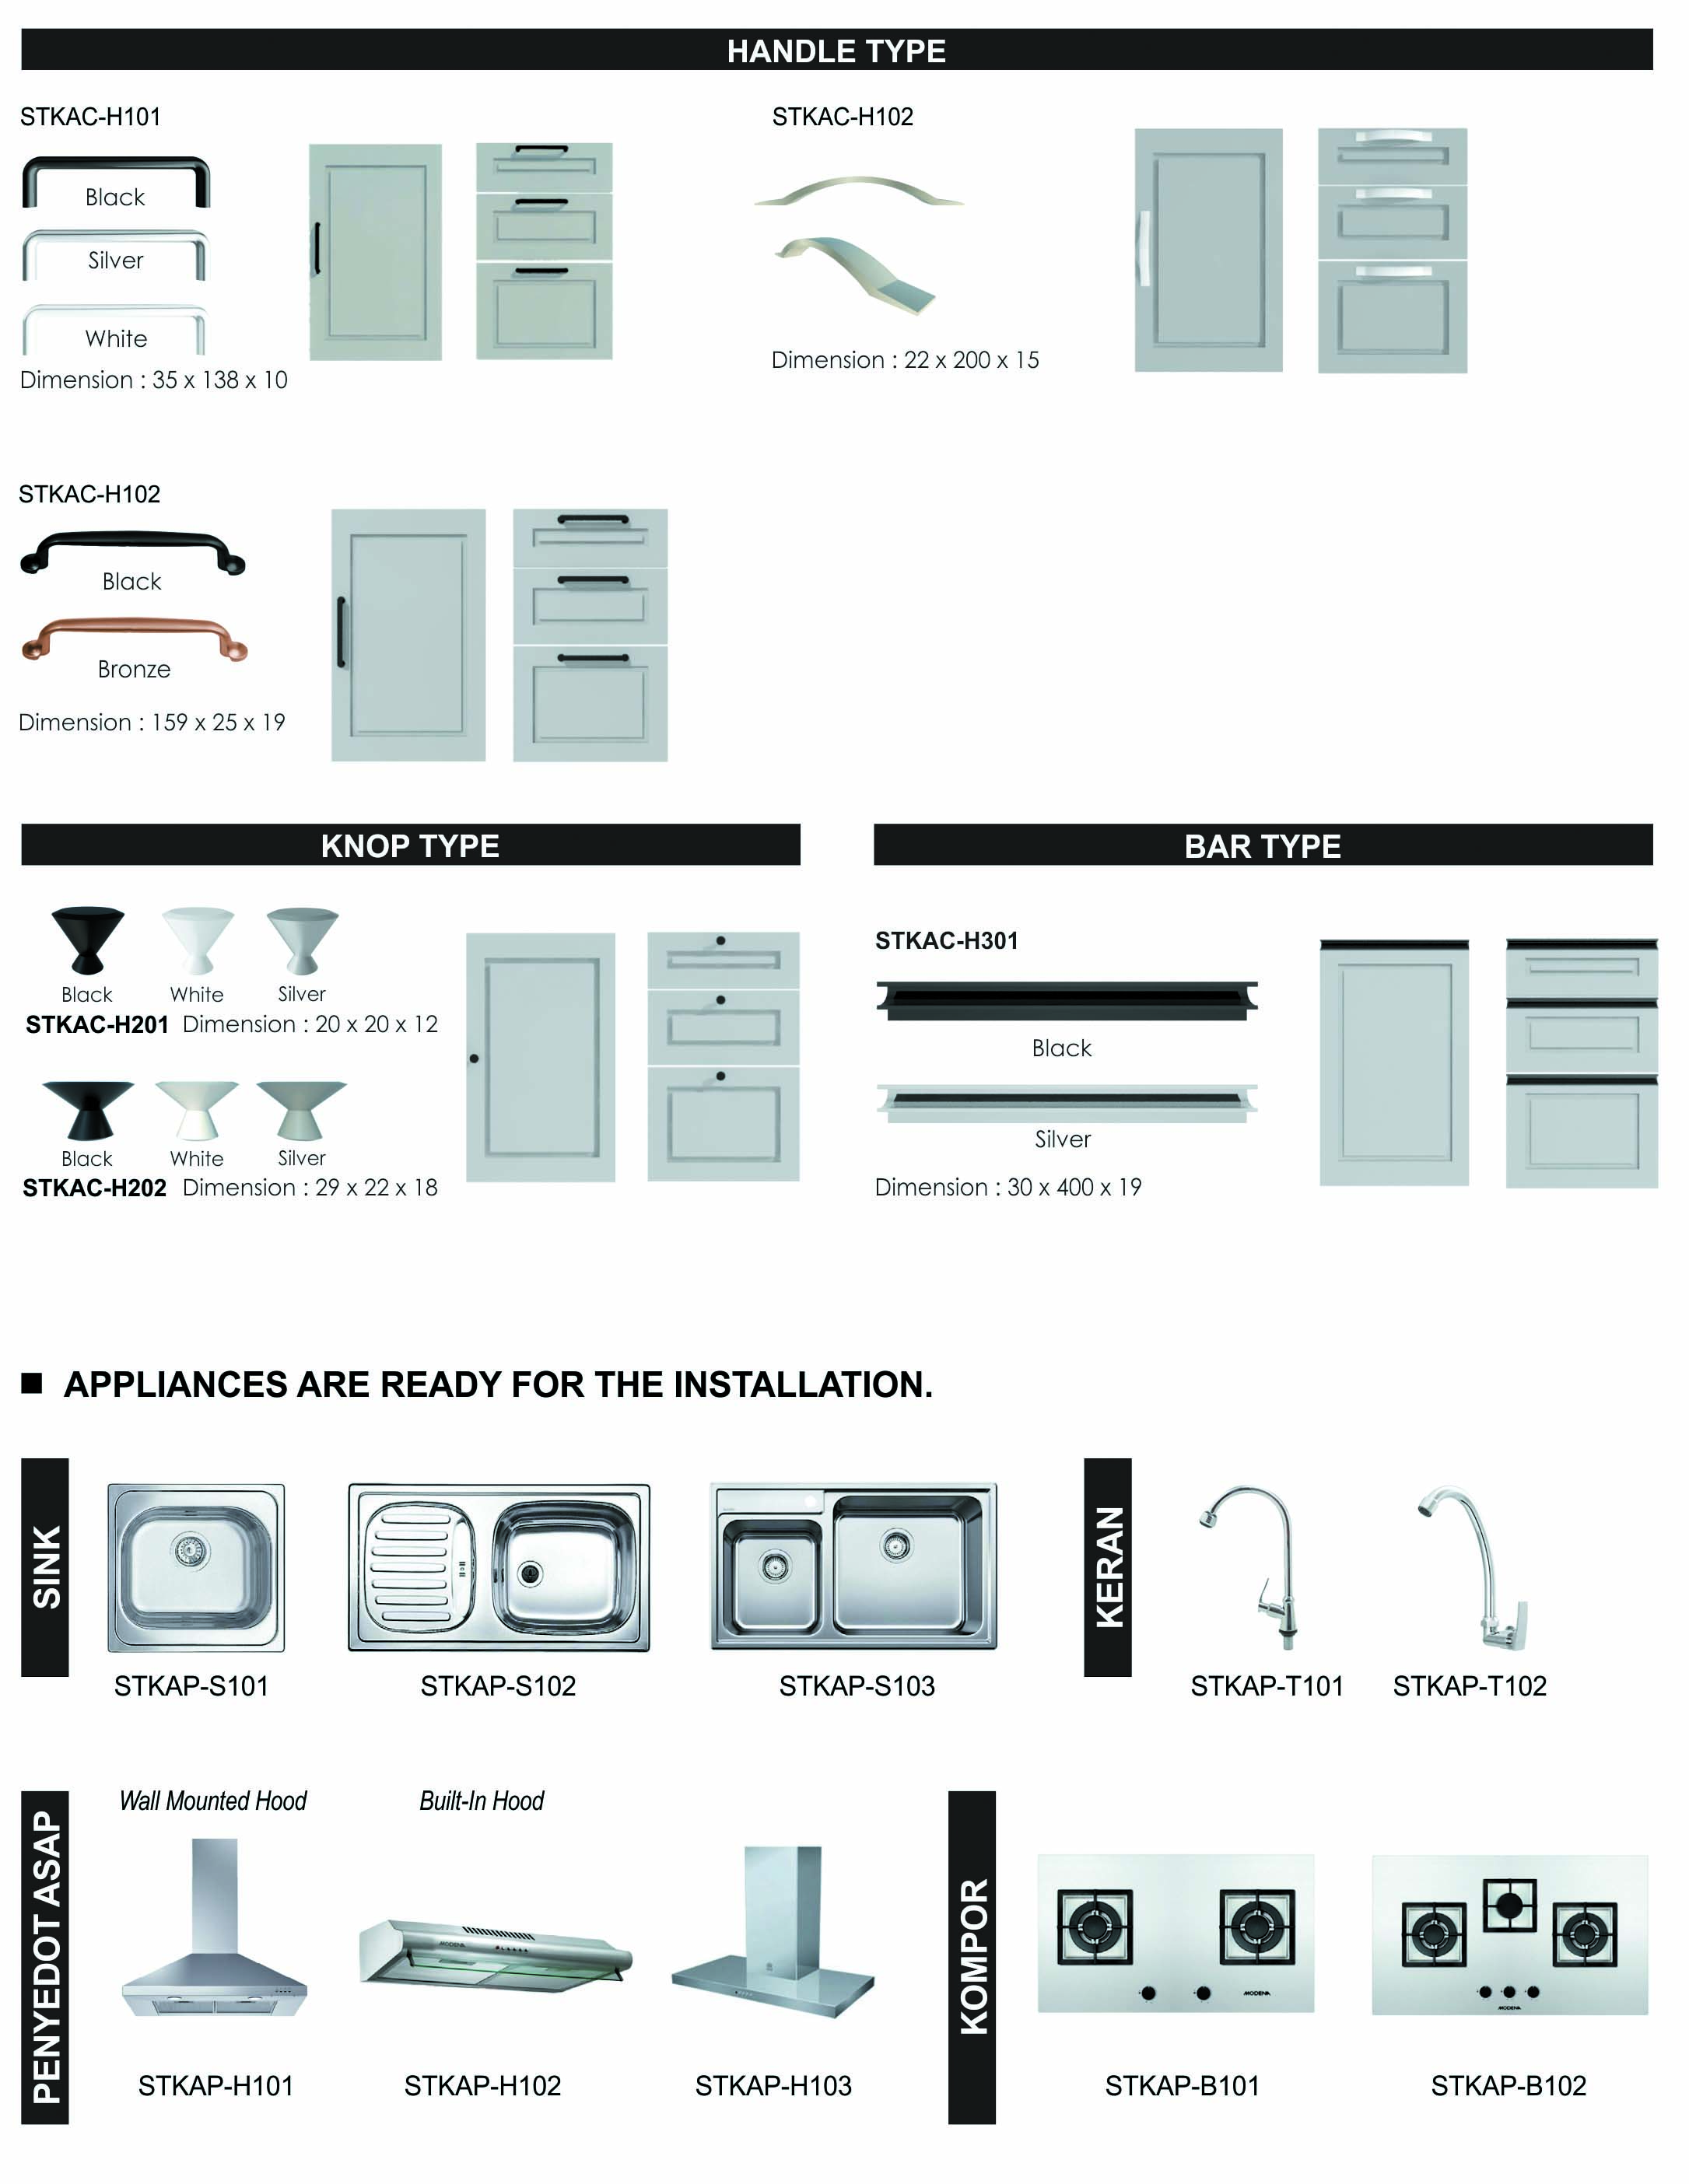 HANDLE TYPE
STKAC-H101
Black
Silver
White
Dimension : 35 x 138 x 10
STKAC-H102
Dimension : 22 x 200 x 15
STKAC-H102
Black
Bronze
Dimension : 159 x 25 x 19
KNOP TYPE
Black White Silver
STKAC-H201 Dimension : 20 x 20 x 12
Black White Silver
STKAC-H202 Dimension : 29 x 22 x 18
BAR TYPE
STKAC-H301
Black
Silver
Dimension : 30 x 400 x 19
APPLIANCES ARE READY FOR THE INSTALLATION.
SINK
STKAP-S101 STKAP-S102 STKAP-S103
KERAN
STKAP-T101 STKAP-T102
PENYEDOT ASAP
Wall Mounted Hood Built-In Hood
MODENA
STKAP-H101 STKAP-H102 STKAP-H103
KOMPOR
MODENA
MODENA
STKAP-B101 STKAP-B102